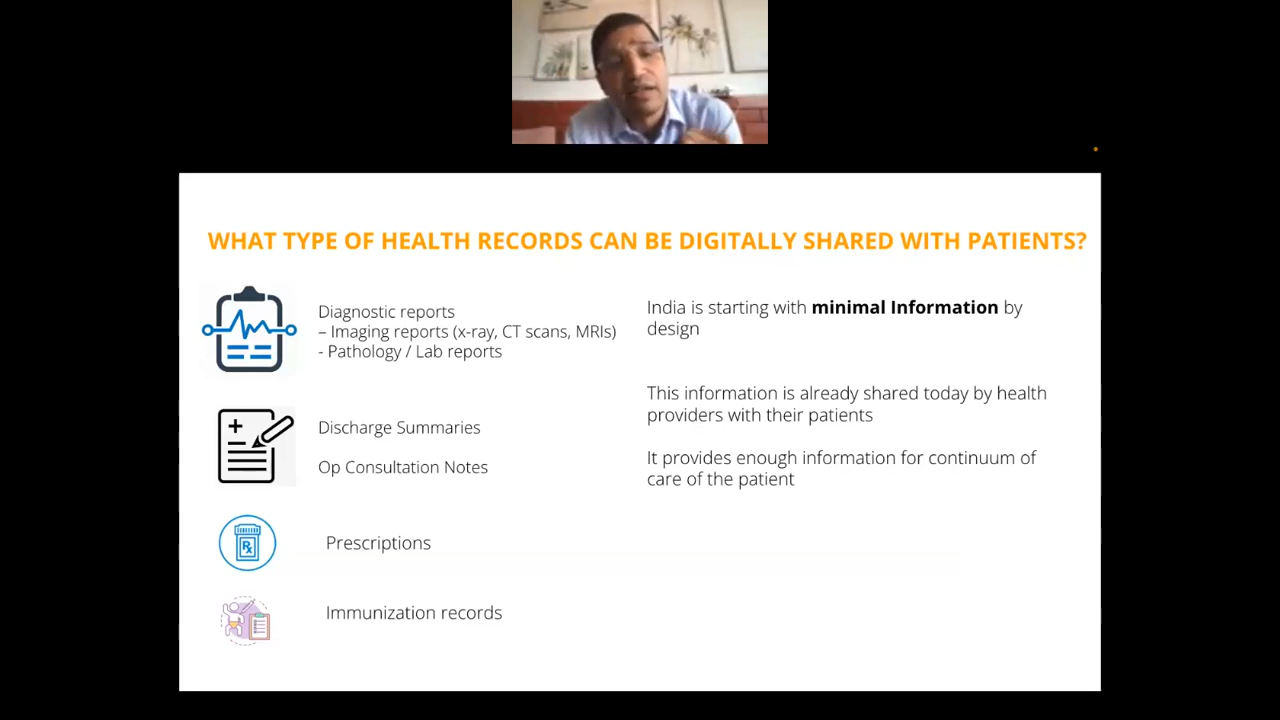 WHAT TYPE OF HEALTH RECORDS CAN BE DIGITALLY SHARED WITH PATIENTS?
Diagnostic reports
– Imaging reports (x-ray, CT scans, MRIs)
- Pathology / Lab reports
Discharge Summaries
Op Consultation Notes
Rx
Prescriptions
Immunization records
India is starting with minimal Information by
design
This information is already shared today by health
providers with their patients
It provides enough information for continuum of
care of the patient